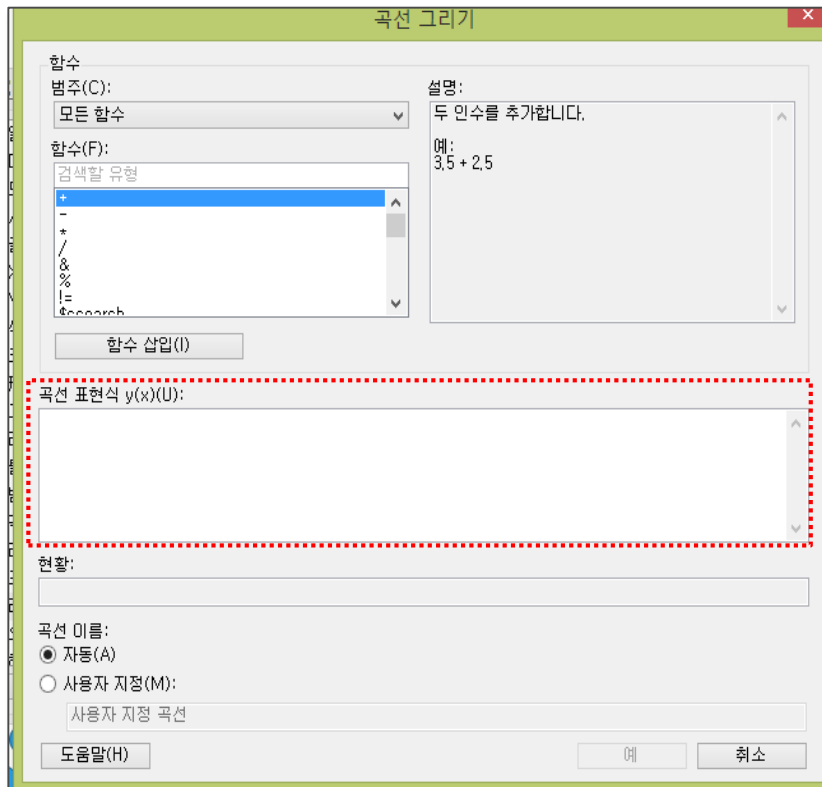 곡선 그리기
함수
범주(C):
모든 함수
함수(F):
검색할 유형
+
-
*
/
&
%
!=
함수 삽입(I)
설명:
두 인수를 추가합니다.
예:
3.5 + 2.5
곡선 표현식 y(x)(U):
현황:
곡선 이름:
자동(A)
사용자 지정(M):
사용자 지정 곡선
도움말(H)
예
취소